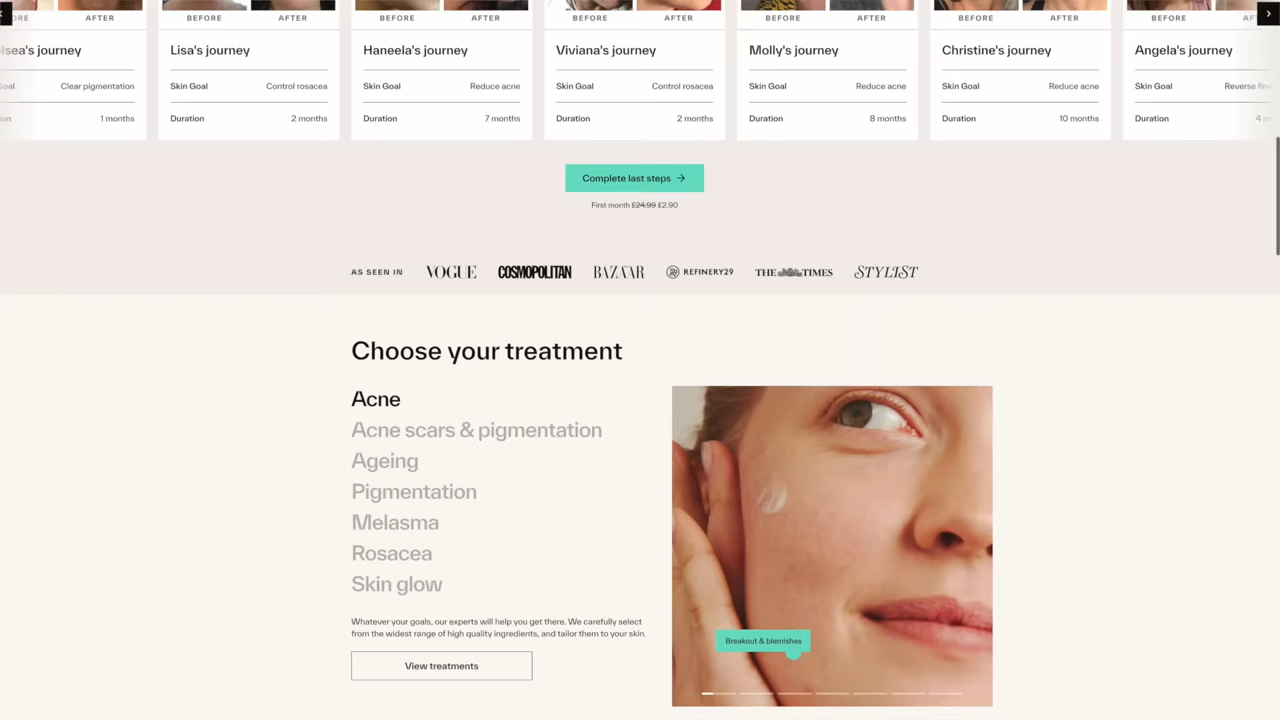 BEFORE AFTER BEFORE AFTER BEFORE AFTER BEFORE AFTER BEFORE AFTER BEFORE
lsea's journey Lisa's journey Haneela's journey Viviana's journey Molly's journey Christine's journey Angela's journey
Clear pigmentation Skin Goal Control rosacea Skin Goal Reduce acne Skin Goal Control rosacea Skin Goal Reduce acne Skin Goal Reduce acne Skin Goal Reverse
1 months Duration 2 months Duration 7 months Duration 2 months Duration 8 months Duration 10 months Duration 4
Complete last steps →
First month £24.99 £2.90
AS SEEN IN VOGUE COSMOPOLITAN BAZAAR REFINERY29 THE TIMES STYLIST
Choose your treatment
Acne
Acne scars & pigmentation
Ageing
Pigmentation
Melasma
Rosacea
Skin glow
Whatever your goals, our experts will help you get there. We carefully select
from the widest range of high quality ingredients, and tailor them to your skin.
View treatments
Breakout & blemishes